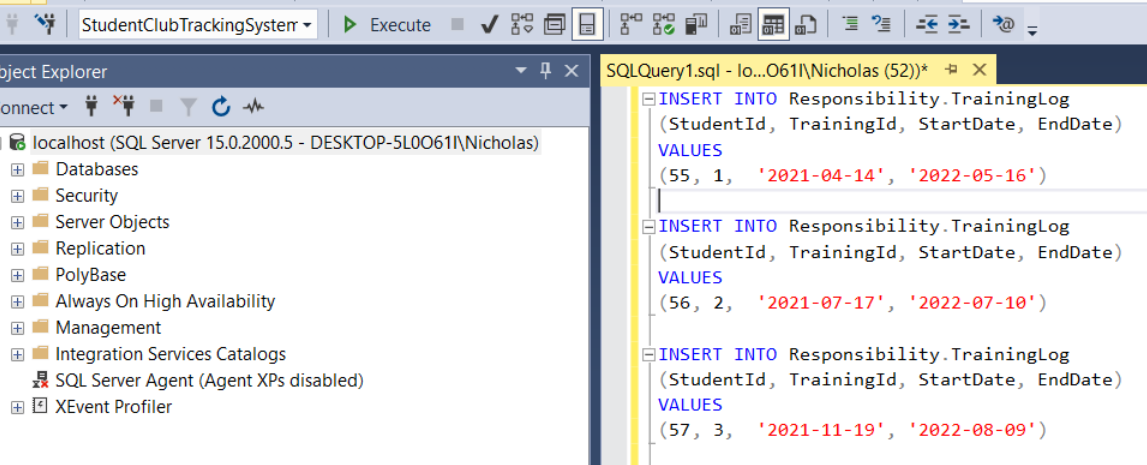 StudentClubTrackingSystem
Execute
bject Explorer
onnect
localhost (SQL Server 15.0.2000.5 - DESKTOP-5L0O61I\Nicholas)
Databases
Security
Server Objects
Replication
PolyBase
Always On High Availability
Management
Integration Services Catalogs
SQL Server Agent (Agent XPs disabled)
XEvent Profiler
SQLQuery1.sql - lo...O61I\Nicholas (52))*
INSERT INTO Responsibility.TrainingLog
(StudentId, TrainingId, StartDate, EndDate)
VALUES
(55, 1,  '2021-04-14', '2022-05-16')
INSERT INTO Responsibility.TrainingLog
(StudentId, TrainingId, StartDate, EndDate)
VALUES
(56, 2,  '2021-07-17', '2022-07-10')
INSERT INTO Responsibility.TrainingLog
(StudentId, TrainingId, StartDate, EndDate)
VALUES
(57, 3,  '2021-11-19', '2022-08-09')